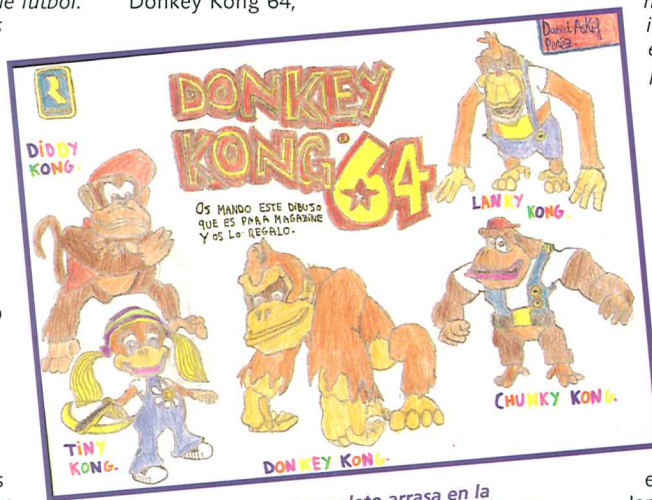 de fútbol.
Donkey Kong 64,
R
DONKEY
KONG 64
Daniel
Peréz.
DIDDY
KONG.
OS MANDO ESTE DIBUJO
QUE ES PARA MAGAZINE
Y OS LO REGALO.
LANKY KONG.
CHUNKY KONG.
TINY
KONG.
DONKEY KONG.
arrasa en la